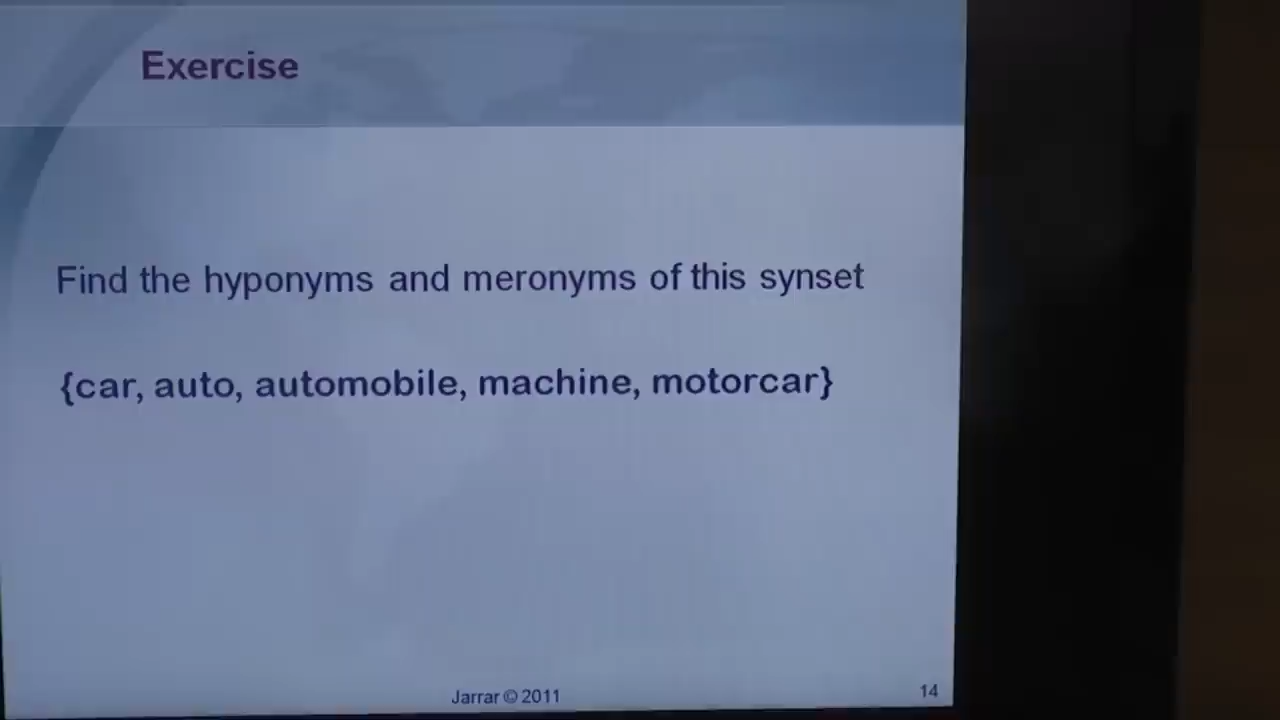 Exercise
Find the hyponyms and meronyms of this synset
{car, auto, automobile, machine, motorcar}
Jarrar © 2011
14